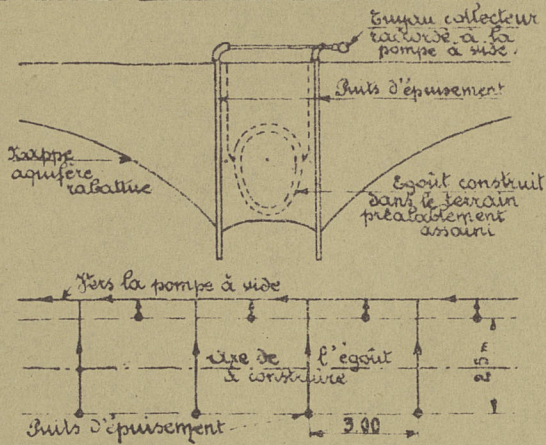 Tuyau collecteur
raccordé à la
pompe à vide.
Puits d'épuisement
Nappe
aquifère
rabattue
Egoût construit
dans le terrain
préalablement
assaini
Vers la pompe à vide
axe de l'égoût
à construire
Puits d'épuisement
3.00